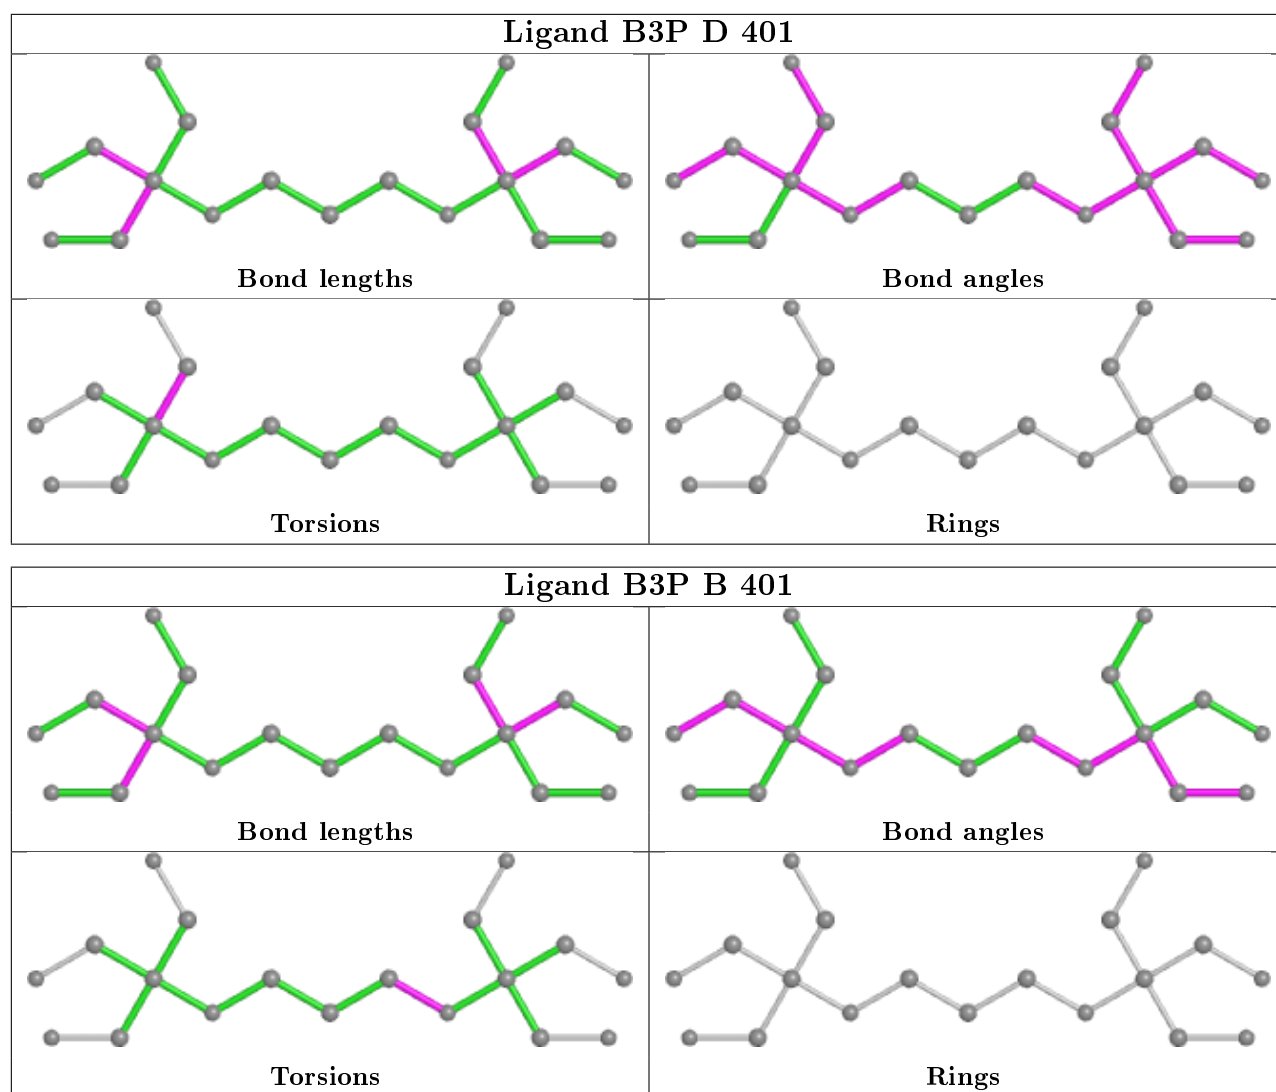 Ligand B3P D 401
Bond lengths
Bond angles
Torsions
Rings
Ligand B3P B 401
Bond lengths
Bond angles
Torsions
Rings